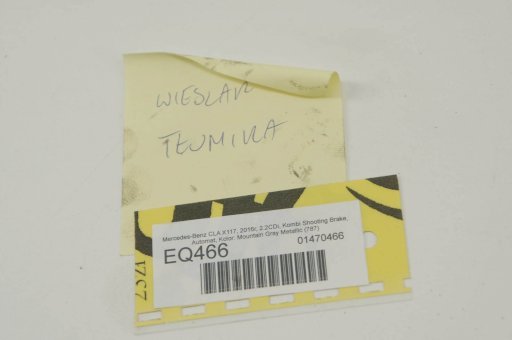 WIESLAW
Mercedes-Benz CLA X117, 2016r, 2.2CDi, Kombi Shooting Brake,
Automat, Kolor: Mountain Gray Metallic (787)
EQ466
01470466